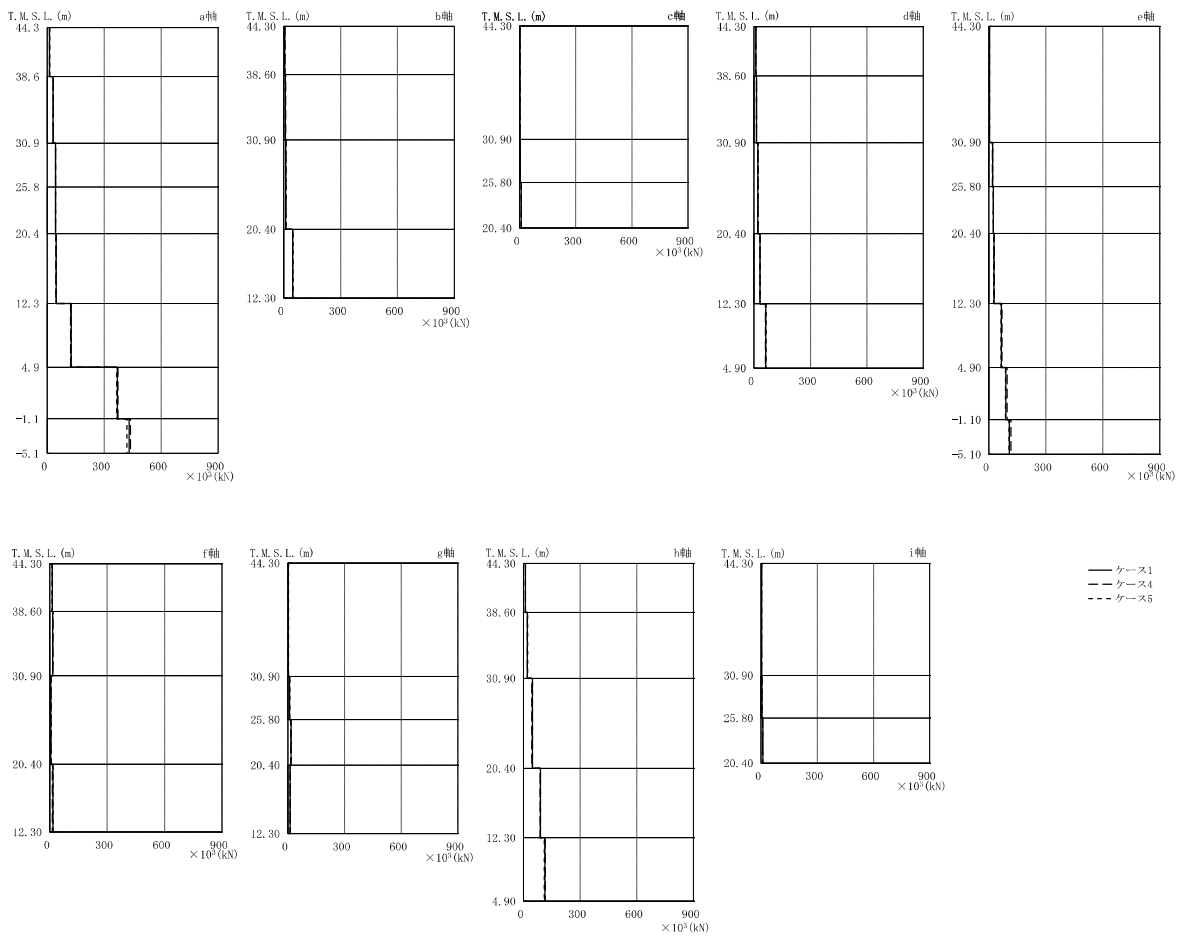 T.M.S.L.(m) a軸
44.3
38.6
30.9
25.8
20.4
12.3
4.9
-1.1
-5.1
0 300 600 900
×10³(kN)
T.M.S.L.(m) b軸
44.30
38.60
30.90
20.40
12.30
0 300 600 900
×10³(kN)
T.M.S.L.(m) c軸
44.30
30.90
25.80
20.40
0 300 600 900
×10³(kN)
T.M.S.L.(m) d軸
44.30
38.60
30.90
20.40
12.30
4.90
0 300 600 900
×10³(kN)
T.M.S.L.(m) e軸
44.30
30.90
25.80
20.40
12.30
4.90
-1.10
-5.10
0 300 600 900
×10³(kN)
T.M.S.L.(m) f軸
44.30
38.60
30.90
20.40
12.30
0 300 600 900
×10³(kN)
T.M.S.L.(m) g軸
44.30
30.90
25.80
20.40
12.30
0 300 600 900
×10³(kN)
T.M.S.L.(m) h軸
44.30
38.60
30.90
20.40
12.30
4.90
0 300 600 900
×10³(kN)
T.M.S.L.(m) i軸
44.30
30.90
25.80
20.40
0 300 600 900
×10³(kN)
ケース1
ケース4
ケース5